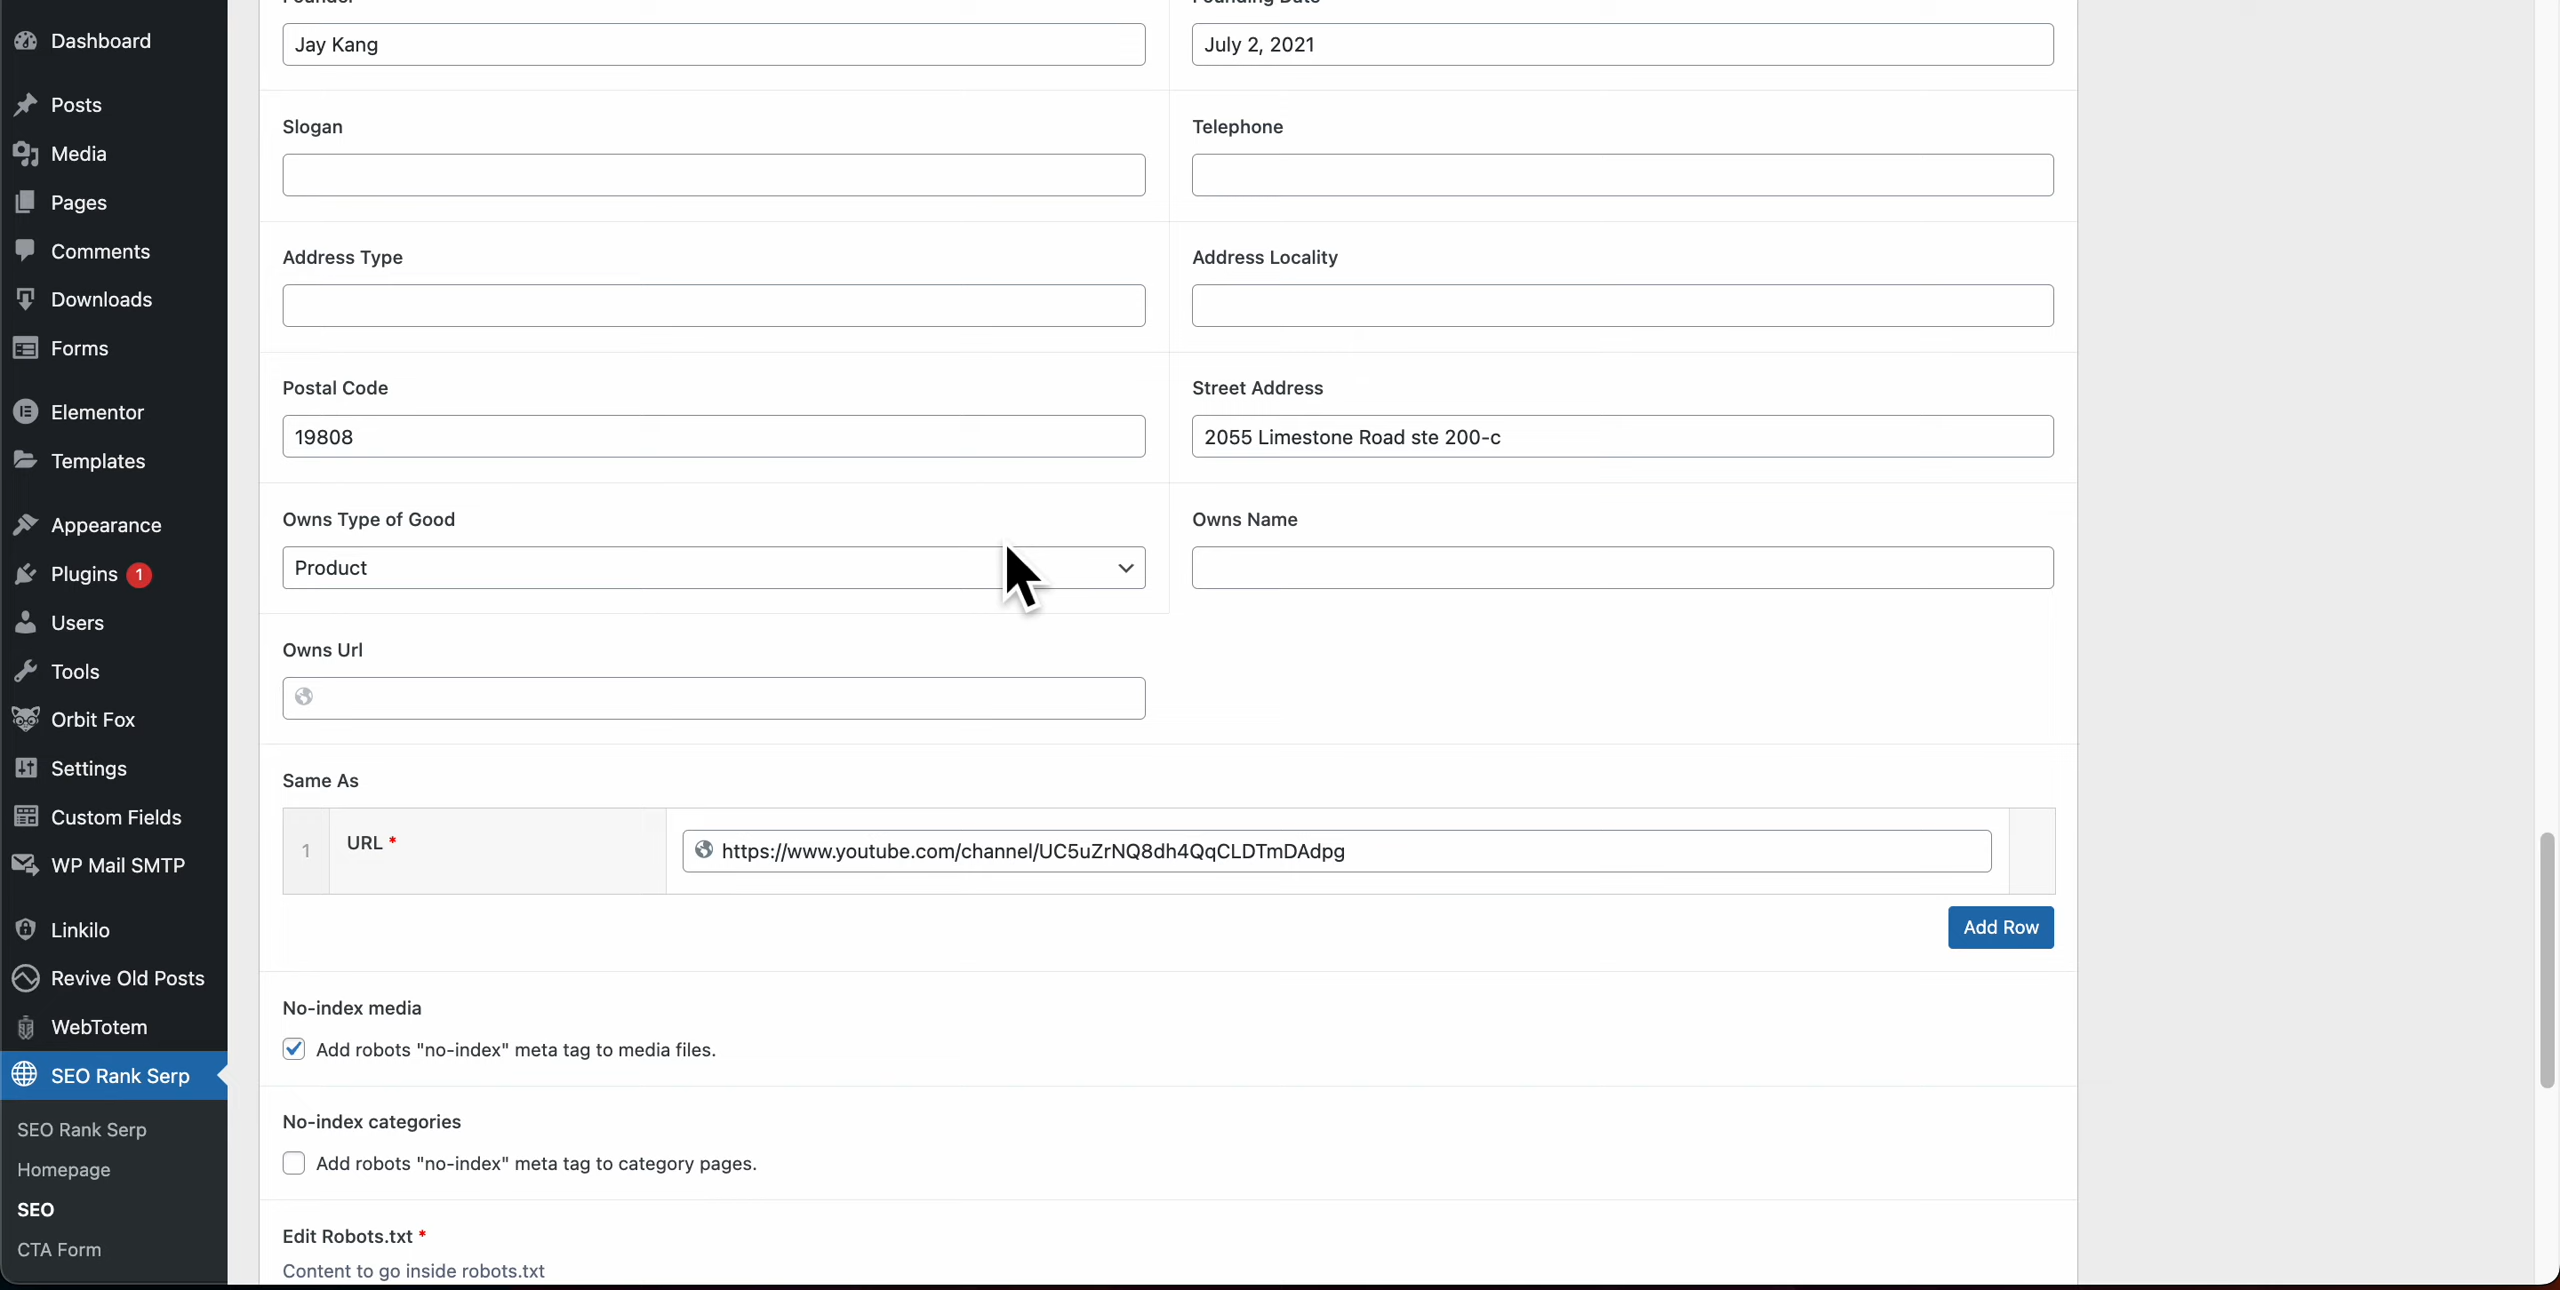 Dashboard
Posts
Media
Pages
Comments
Downloads
Forms
Elementor
Templates
Appearance
Plugins 1
Users
Tools
Orbit Fox
Settings
Custom Fields
WP Mail SMTP
Linkilo
Revive Old Posts
WebTotem
SEO Rank Serp
SEO Rank Serp
Homepage
SEO
CTA Form
Jay Kang
July 2, 2021
Slogan
Telephone
Address Type
Address Locality
Postal Code
Street Address
19808
2055 Limestone Road ste 200-c
Owns Type of Good
Owns Name
Product
Owns Url
Same As
1 URL * https://www.youtube.com/channel/UC5uZrNQ8dh4QqCLDTmDAdpg
Add Row
No-index media
Add robots "no-index" meta tag to media files.
No-index categories
Add robots "no-index" meta tag to category pages.
Edit Robots.txt *
Content to go inside robots.txt